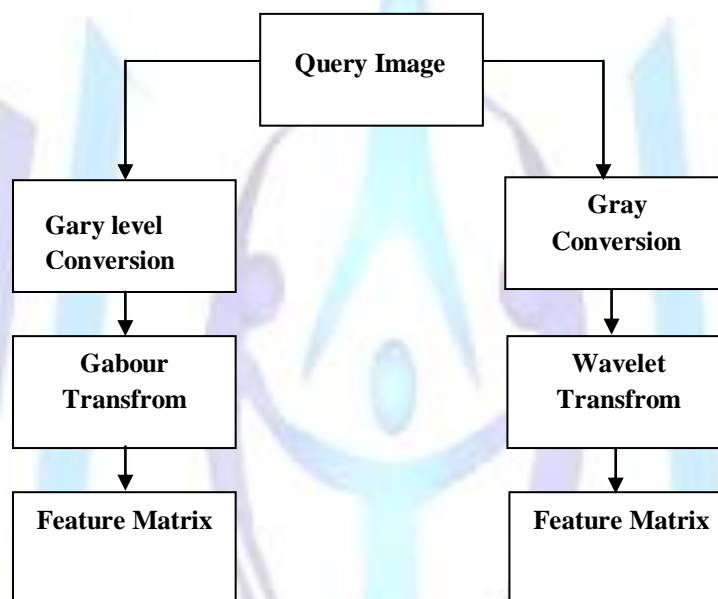 Query Image
Gary level
Conversion
Gray
Conversion
Gabour
Transfrom
Wavelet
Transfrom
Feature Matrix
Feature Matrix